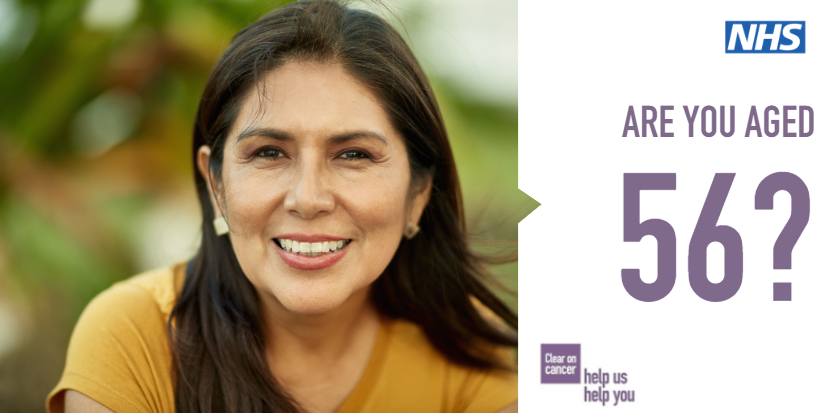 NHS
ARE YOU AGED
56?
Clear on
cancer
help us
help you